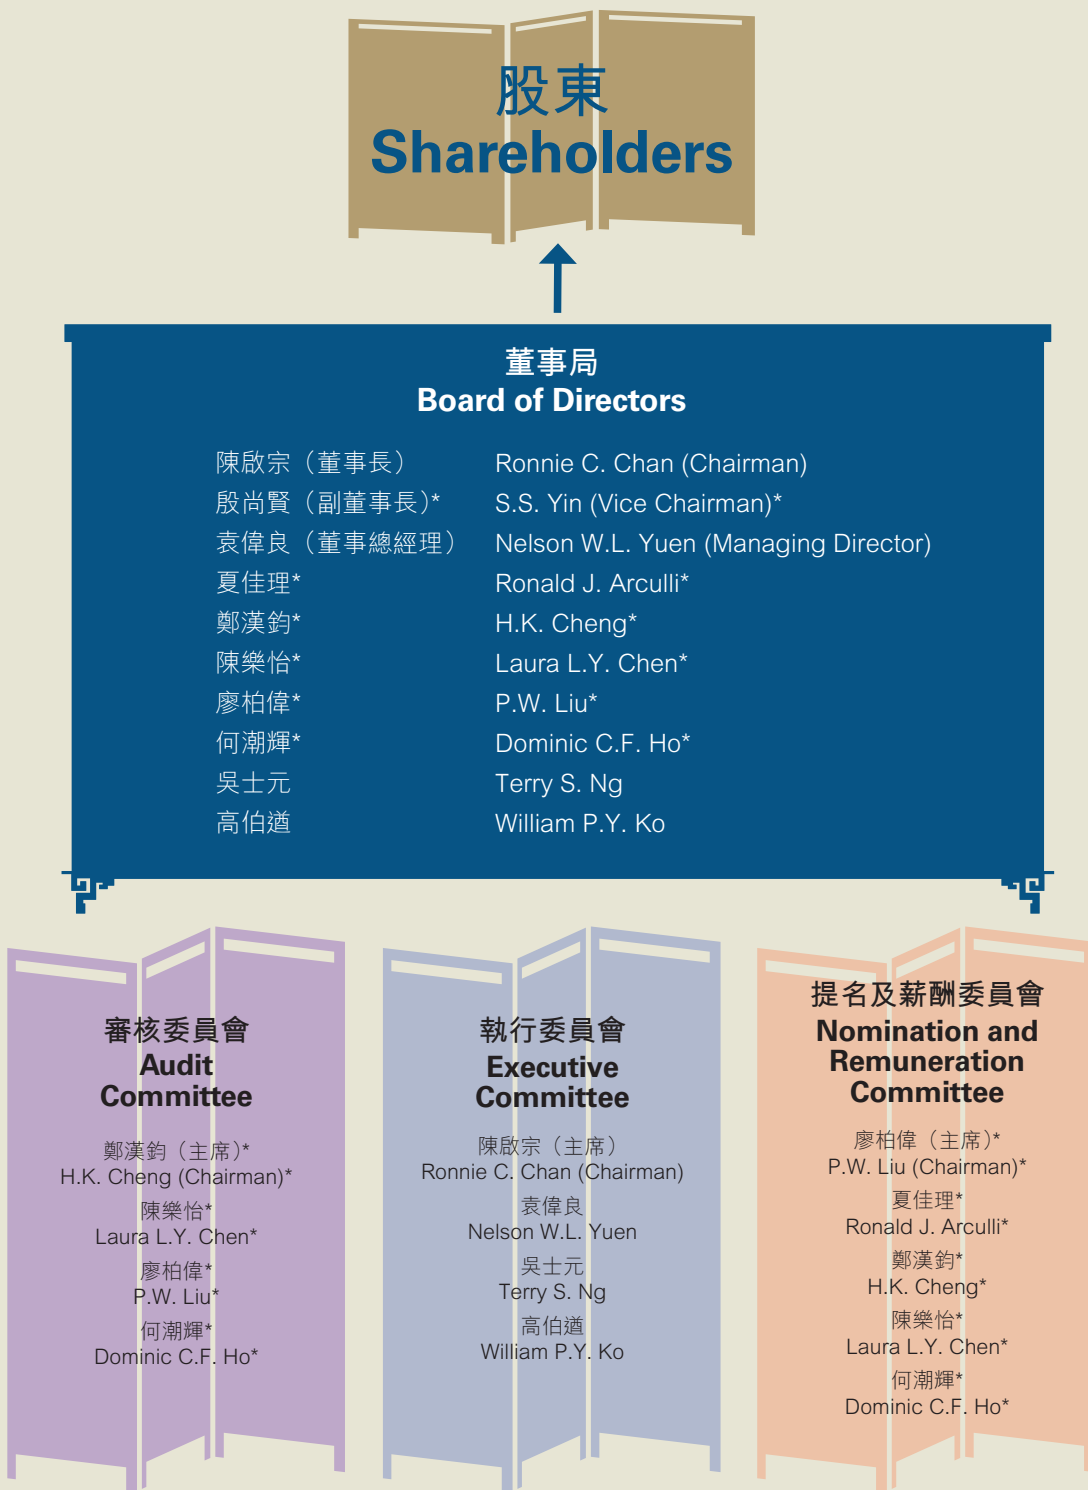 股東
Shareholders
董事局
Board of Directors
陳啟宗（董事長） Ronnie C. Chan (Chairman)
殷尚賢（副董事長）* S.S. Yin (Vice Chairman)*
袁偉良（董事總經理） Nelson W.L. Yuen (Managing Director)
夏佳理* Ronald J. Arculli*
鄭漢鈞* H.K. Cheng*
陳樂怡* Laura L.Y. Chen*
廖柏偉* P.W. Liu*
何潮輝* Dominic C.F. Ho*
吳士元 Terry S. Ng
高伯遒 William P.Y. Ko
審核委員會
Audit
Committee
鄭漢鈞（主席）*
H.K. Cheng (Chairman)*
陳樂怡*
Laura L.Y. Chen*
廖柏偉*
P.W. Liu*
何潮輝*
Dominic C.F. Ho*
執行委員會
Executive
Committee
陳啟宗（主席）
Ronnie C. Chan (Chairman)
袁偉良
Nelson W.L. Yuen
吳士元
Terry S. Ng
高伯遒
William P.Y. Ko
提名及薪酬委員會
Nomination and
Remuneration
Committee
廖柏偉（主席）*
P.W. Liu (Chairman)*
夏佳理*
Ronald J. Arculli*
鄭漢鈞*
H.K. Cheng*
陳樂怡*
Laura L.Y. Chen*
何潮輝*
Dominic C.F. Ho*